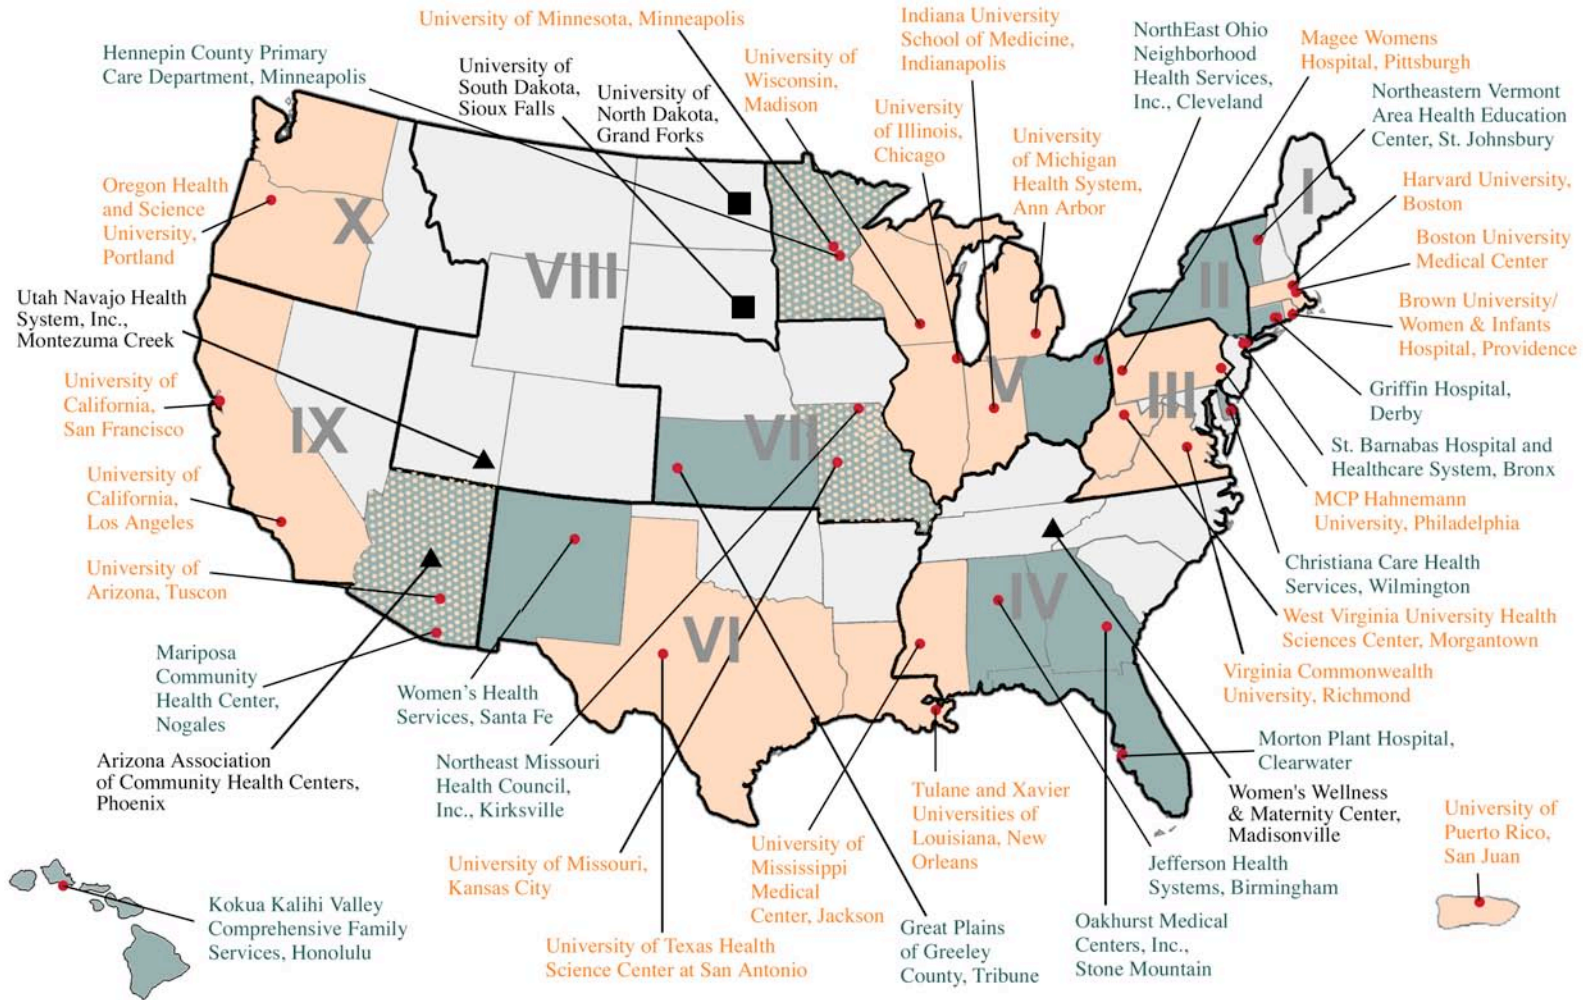 University of Minnesota, Minneapolis
Hennepin County Primary
Care Department, Minneapolis
University of
South Dakota,
Sioux Falls
University of
North Dakota,
Grand Forks
University of
Wisconsin,
Madison
Indiana University
School of Medicine,
Indianapolis
University
of Illinois,
Chicago
University
of Michigan
Health System,
Ann Arbor
NorthEast Ohio
Neighborhood
Health Services,
Inc., Cleveland
Magee Womens
Hospital, Pittsburgh
Northeastern Vermont
Area Health Education
Center, St. Johnsbury
Harvard University,
Boston
Boston University
Medical Center
Brown University/
Women & Infants
Hospital, Providence
Griffin Hospital,
Derby
St. Barnabas Hospital and
Healthcare System, Bronx
MCP Hahnemann
University, Philadelphia
Christiana Care Health
Services, Wilmington
West Virginia University Health
Sciences Center, Morgantown
Virginia Commonwealth
University, Richmond
Morton Plant Hospital,
Clearwater
Women's Wellness
& Maternity Center,
Madisonville
Jefferson Health
Systems, Birmingham
Oakhurst Medical
Centers, Inc.,
Stone Mountain
University of
Puerto Rico,
San Juan
Oregon Health
and Science
University,
Portland
Utah Navajo Health
System, Inc.,
Montezuma Creek
University of
California,
San Francisco
University of
California,
Los Angeles
University of
Arizona, Tuscon
Mariposa
Community
Health Center,
Nogales
Arizona Association
of Community Health Centers,
Phoenix
Women's Health
Services, Santa Fe
Northeast Missouri
Health Council,
Inc., Kirksville
University of Missouri,
Kansas City
University of Texas Health
Science Center at San Antonio
University of
Mississippi
Medical
Center, Jackson
Tulane and Xavier
Universities of
Louisiana, New
Orleans
Great Plains
of Greeley
County, Tribune
Kokua Kalihi Valley
Comprehensive Family
Services, Honolulu
I
II
III
IV
V
VI
VII
VIII
IX
X